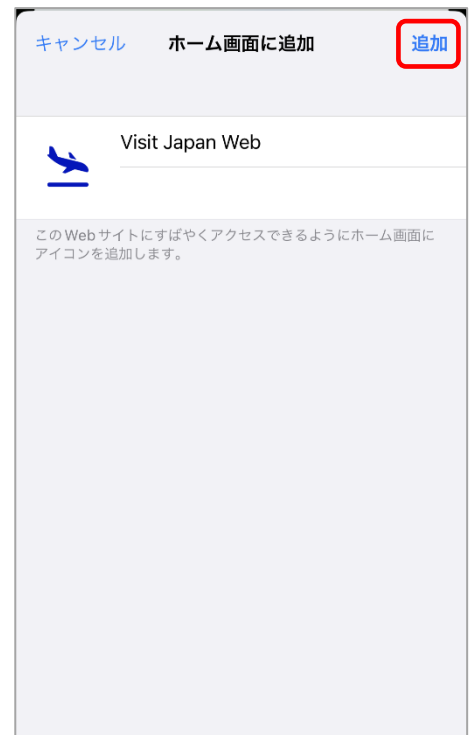 キャンセル ホーム画面に追加 追加
Visit Japan Web
このWebサイトにすばやくアクセスできるようにホーム画面に
アイコンを追加します。